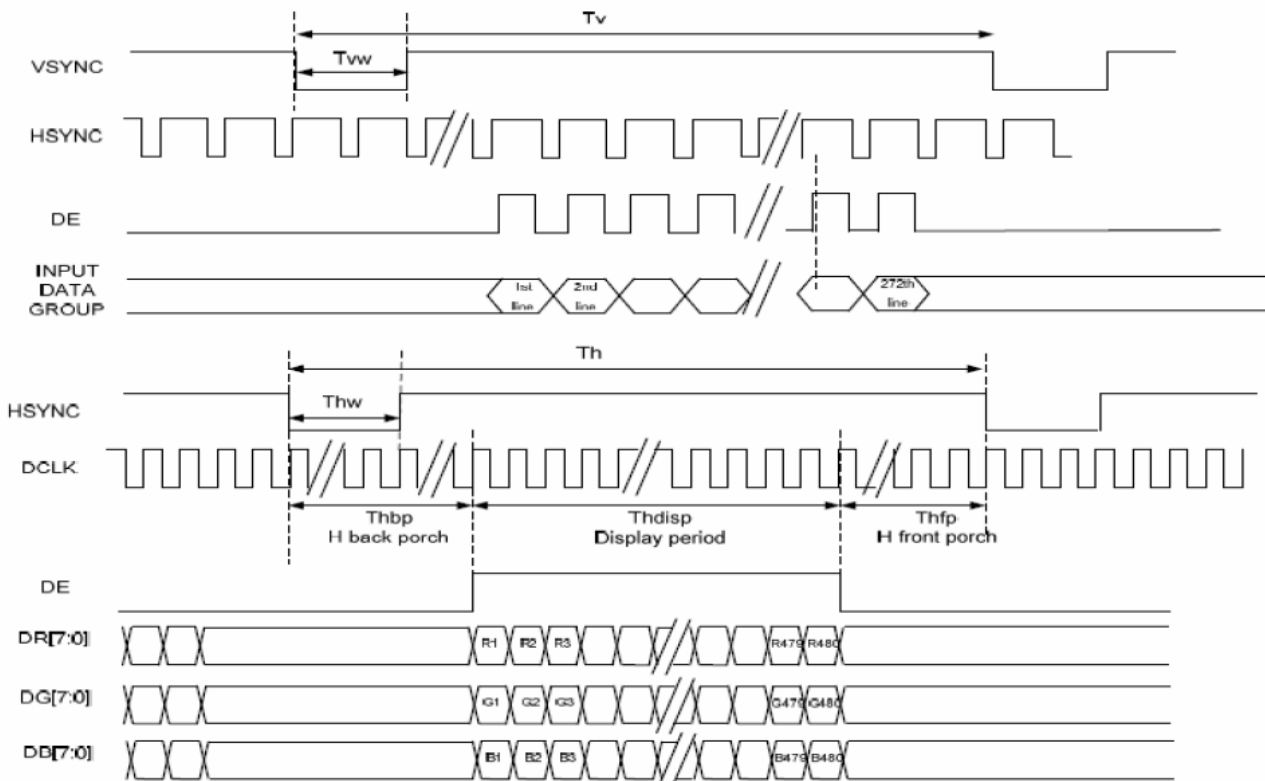 Tv
Tvw
VSYNC
HSYNC
DE
INPUT
DATA
GROUP
1st
line
2nd
line
272th
line
Th
Thw
HSYNC
DCLK
Thbp
H back porch
Thdisp
Display period
Thfp
H front porch
DE
DR[7:0] R1 R2 R3 R479 R480
DG[7:0] G1 G2 G3 G479 G480
DB[7:0] B1 B2 B3 B479 B480